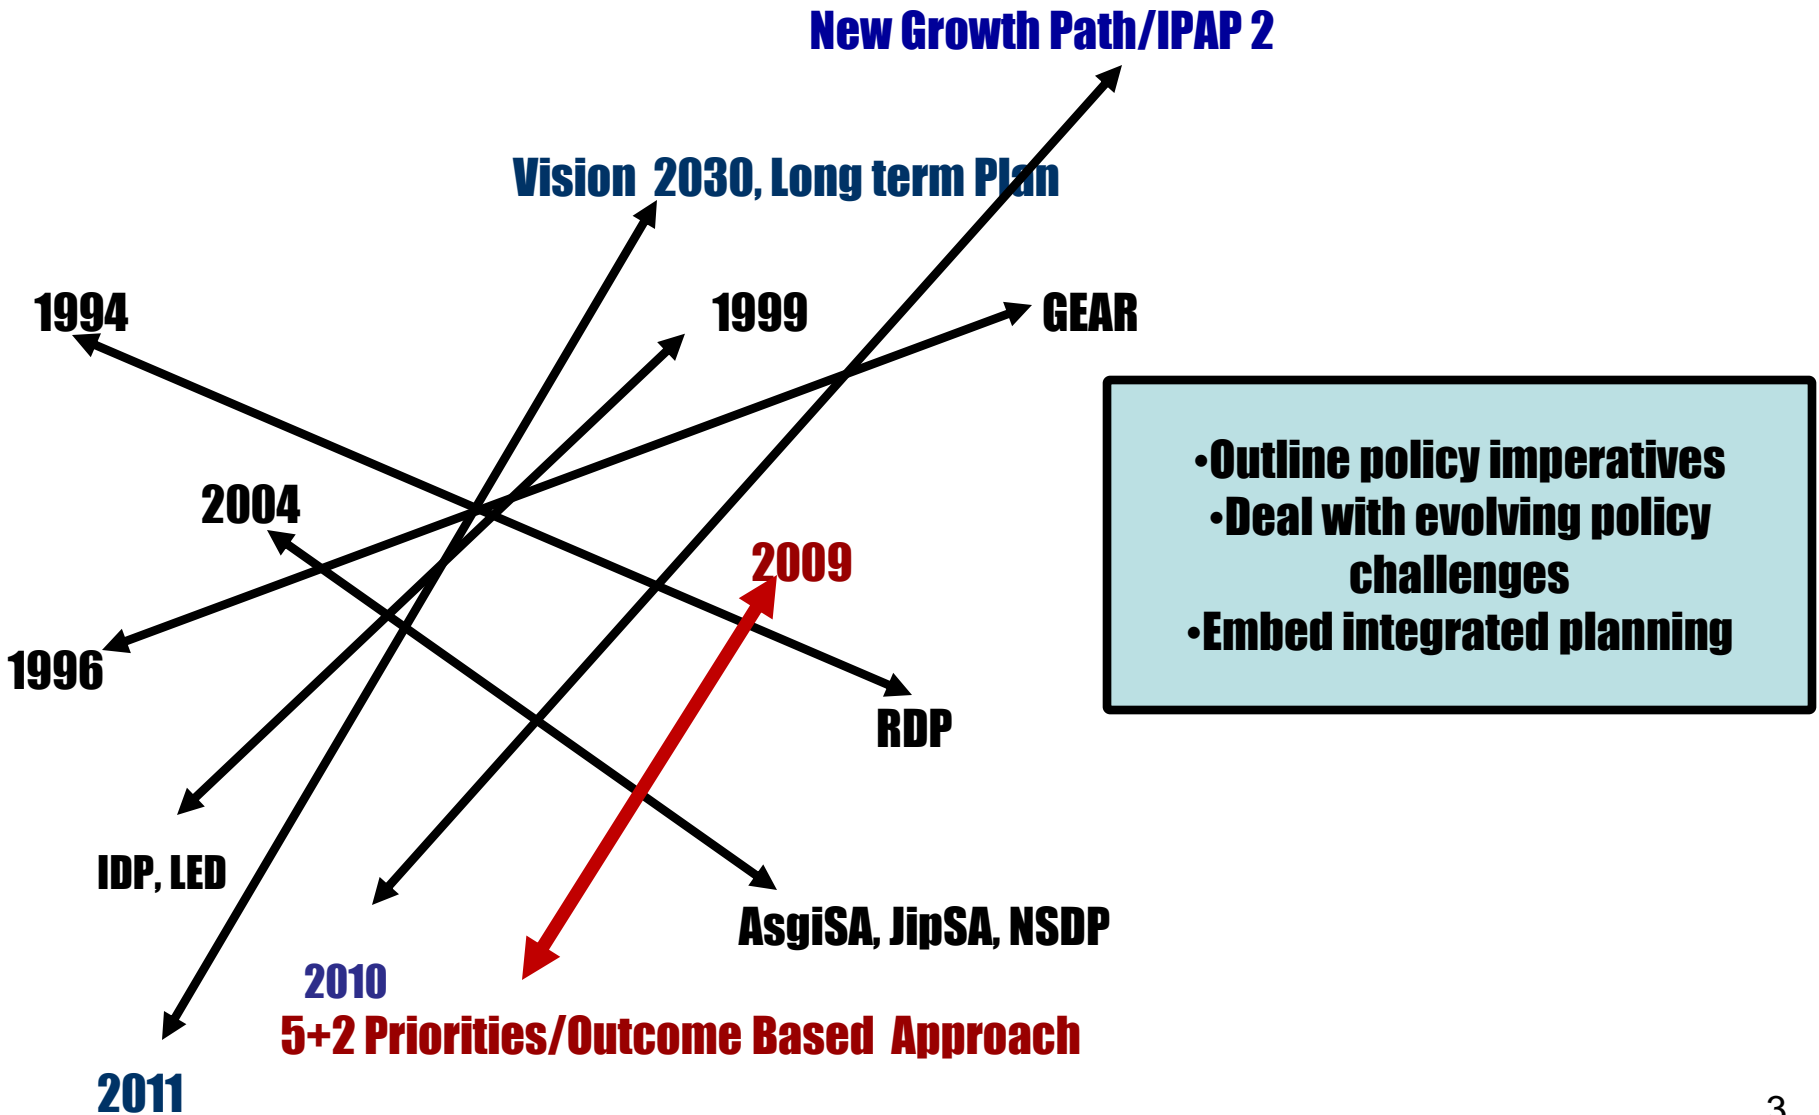 New Growth Path/IPAP 2
Vision 2030, Long term Plan
1994
1999
GEAR
•Outline policy imperatives
•Deal with evolving policy
challenges
•Embed integrated planning
2004
2009
1996
RDP
IDP, LED
AsgiSA, JipSA, NSDP
2010
5+2 Priorities/Outcome Based Approach
2011
3